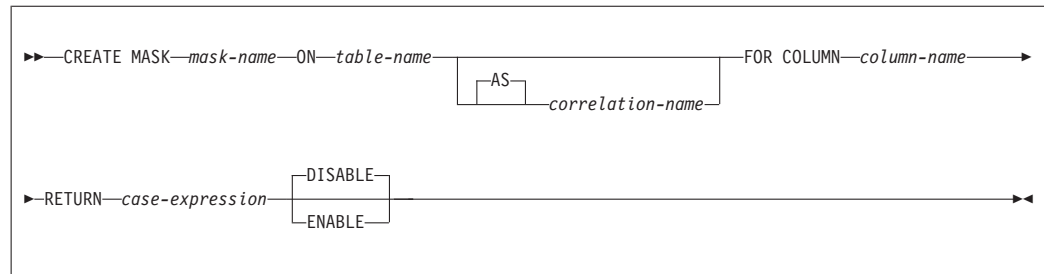 CREATE MASK mask-name ON table-name FOR COLUMN column-name
AS
correlation-name
DISABLE
RETURN case-expression
ENABLE